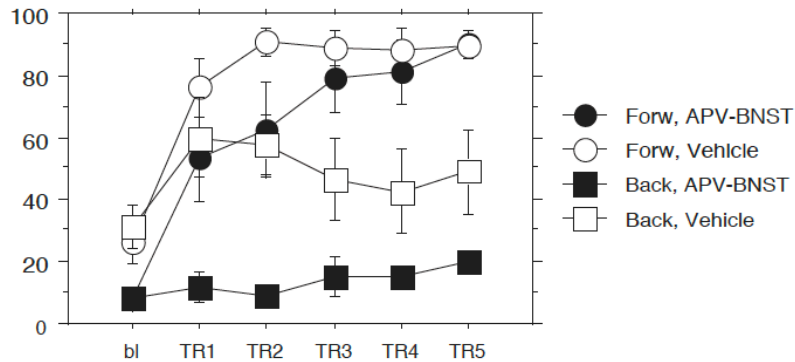 100
80
60
40
20
0
bl TR1 TR2 TR3 TR4 TR5
Forw, APV-BNST
Forw, Vehicle
Back, APV-BNST
Back, Vehicle